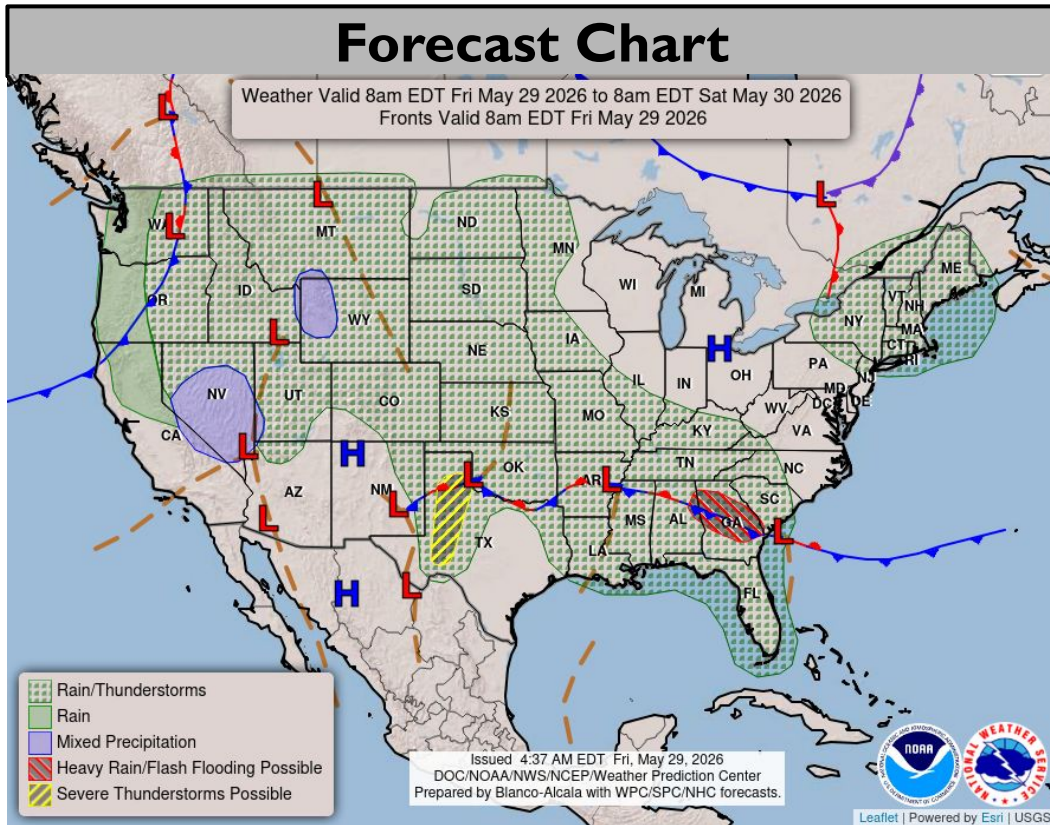 Forecast Chart
Weather Valid 8am EDT Fri May 29 2026 to 8am EDT Sat May 30 2026
Fronts Valid 8am EDT Fri May 29 2026
L
L
L
WA
MT
ND
MN
ME
L
OR
ID
WY
SD
WI
MI
VT
NH
NY
MA
CT
RI
L
NE
IA
H
OH
PA
NJ
MD
DE
DC
NV
UT
CO
KS
MO
IL
IN
WV
VA
KY
CA
L
H
AZ
NM
L
L
OK
AR
L
TN
NC
SC
MS
AL
GA
L
L
TX
LA
H
L
FL
Rain/Thunderstorms
Rain
Mixed Precipitation
Heavy Rain/Flash Flooding Possible
Severe Thunderstorms Possible
Issued 4:37 AM EDT Fri, May 29, 2026
DOC/NOAA/NWS/NCEP/Weather Prediction Center
Prepared by Blanco-Alcala with WPC/SPC/NHC forecasts.
NOAA
NATIONAL WEATHER SERVICE
Leaflet | Powered by Esri | USGS